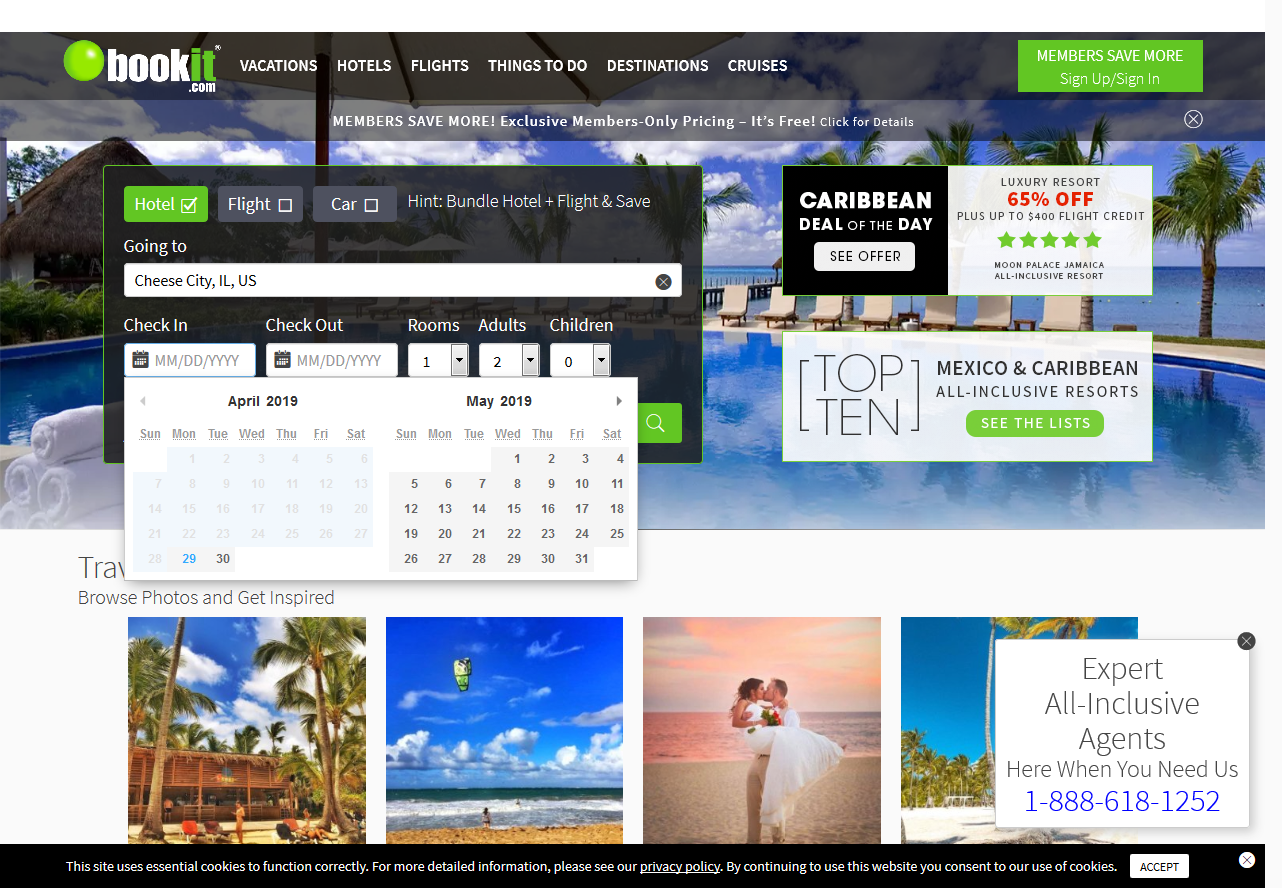 bookit®
.com
VACATIONS HOTELS FLIGHTS THINGS TO DO DESTINATIONS CRUISES
MEMBERS SAVE MORE
Sign Up/Sign In
MEMBERS SAVE MORE! Exclusive Members-Only Pricing – It's Free! Click for Details
Hotel Flight Car Hint: Bundle Hotel + Flight & Save
Going to
Cheese City, IL, US
Check In Check Out Rooms Adults Children
MM/DD/YYYY MM/DD/YYYY 1 2 0
April 2019
Sun Mon Tue Wed Thu Fri Sat
1 2 3 4 5 6
7 8 9 10 11 12 13
14 15 16 17 18 19 20
21 22 23 24 25 26 27
28 29 30
May 2019
Sun Mon Tue Wed Thu Fri Sat
1 2 3 4
5 6 7 8 9 10 11
12 13 14 15 16 17 18
19 20 21 22 23 24 25
26 27 28 29 30 31
CARIBBEAN
DEAL OF THE DAY
SEE OFFER
LUXURY RESORT
65% OFF
PLUS UP TO $400 FLIGHT CREDIT
MOON PALACE JAMAICA
ALL-INCLUSIVE RESORT
TOP
TEN
MEXICO & CARIBBEAN
ALL-INCLUSIVE RESORTS
SEE THE LISTS
Browse Photos and Get Inspired
Expert
All-Inclusive
Agents
Here When You Need Us
1-888-618-1252
This site uses essential cookies to function correctly. For more detailed information, please see our privacy policy. By continuing to use this website you consent to our use of cookies. ACCEPT